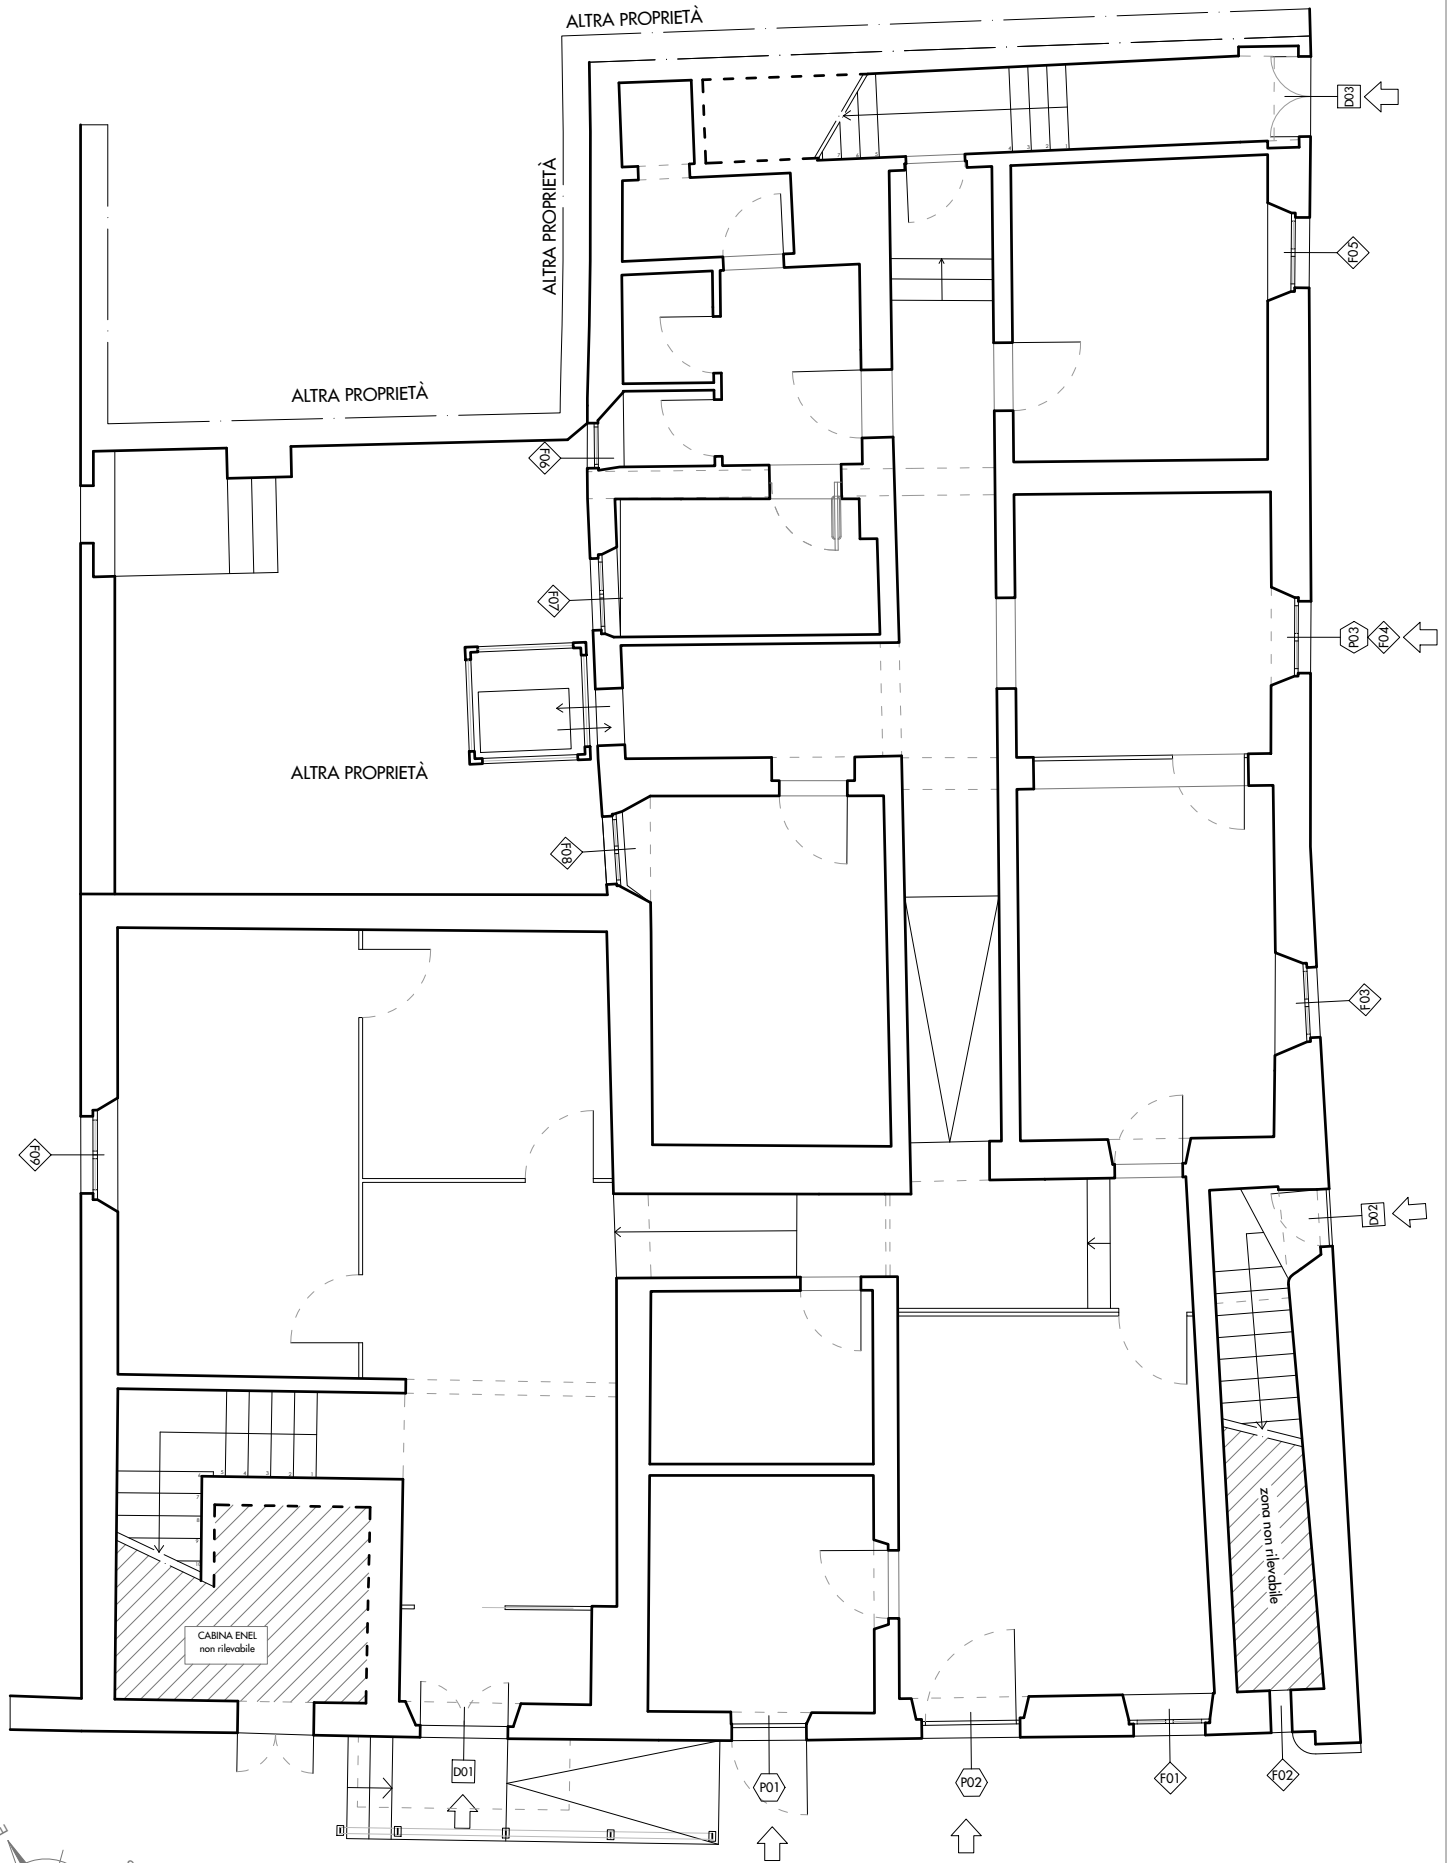 ALTRA PROPRIETÀ
D03
ALTRA PROPRIETÀ
F05
ALTRA PROPRIETÀ
F06
F07
P03
F04
ALTRA PROPRIETÀ
F08
F03
F09
D02
zona non rilevabile
CABINA ENEL
non rilevabile
D01
P01
P02
F01
F02
E